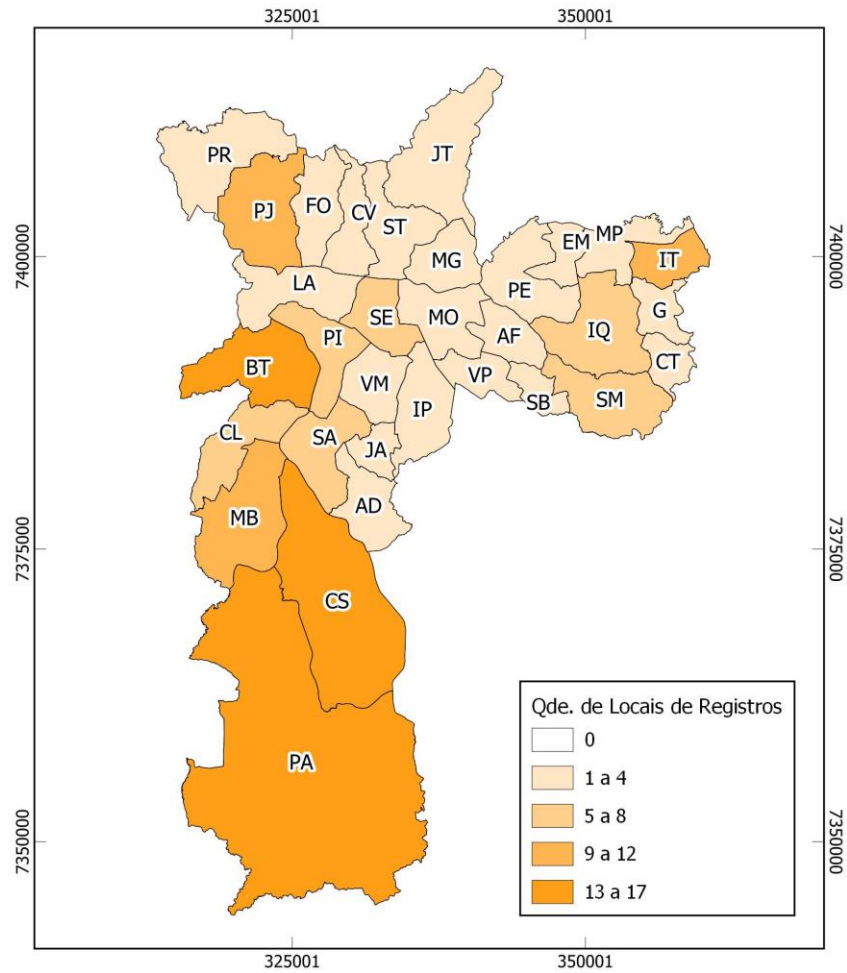 325001 350001
PR
JT
PJ
FO
CV
ST
EM
MP
7400000
7400000
MG
IT
LA
PE
G
SE
MO
IQ
PI
AF
CT
BT
VM
VP
SM
IP
SB
CL
SA
JA
AD
MB
7375000
7375000
CS
Qde. de Locais de Registros
0
PA
1 a 4
5 a 8
7350000
7350000
9 a 12
13 a 17
325001 350001